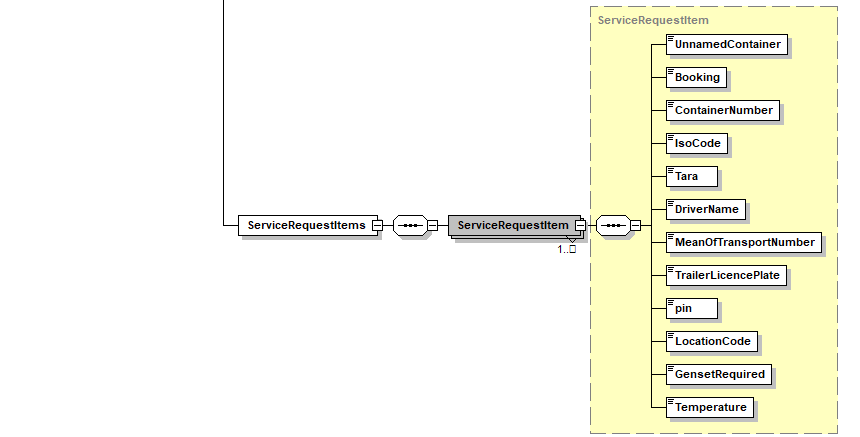 ServiceRequestItem
UnnamedContainer
Booking
ContainerNumber
IsoCode
Tara
DriverName
ServiceRequestItems
ServiceRequestItem
1..
MeanOfTransportNumber
TrailerLicencePlate
pin
LocationCode
GensetRequired
Temperature